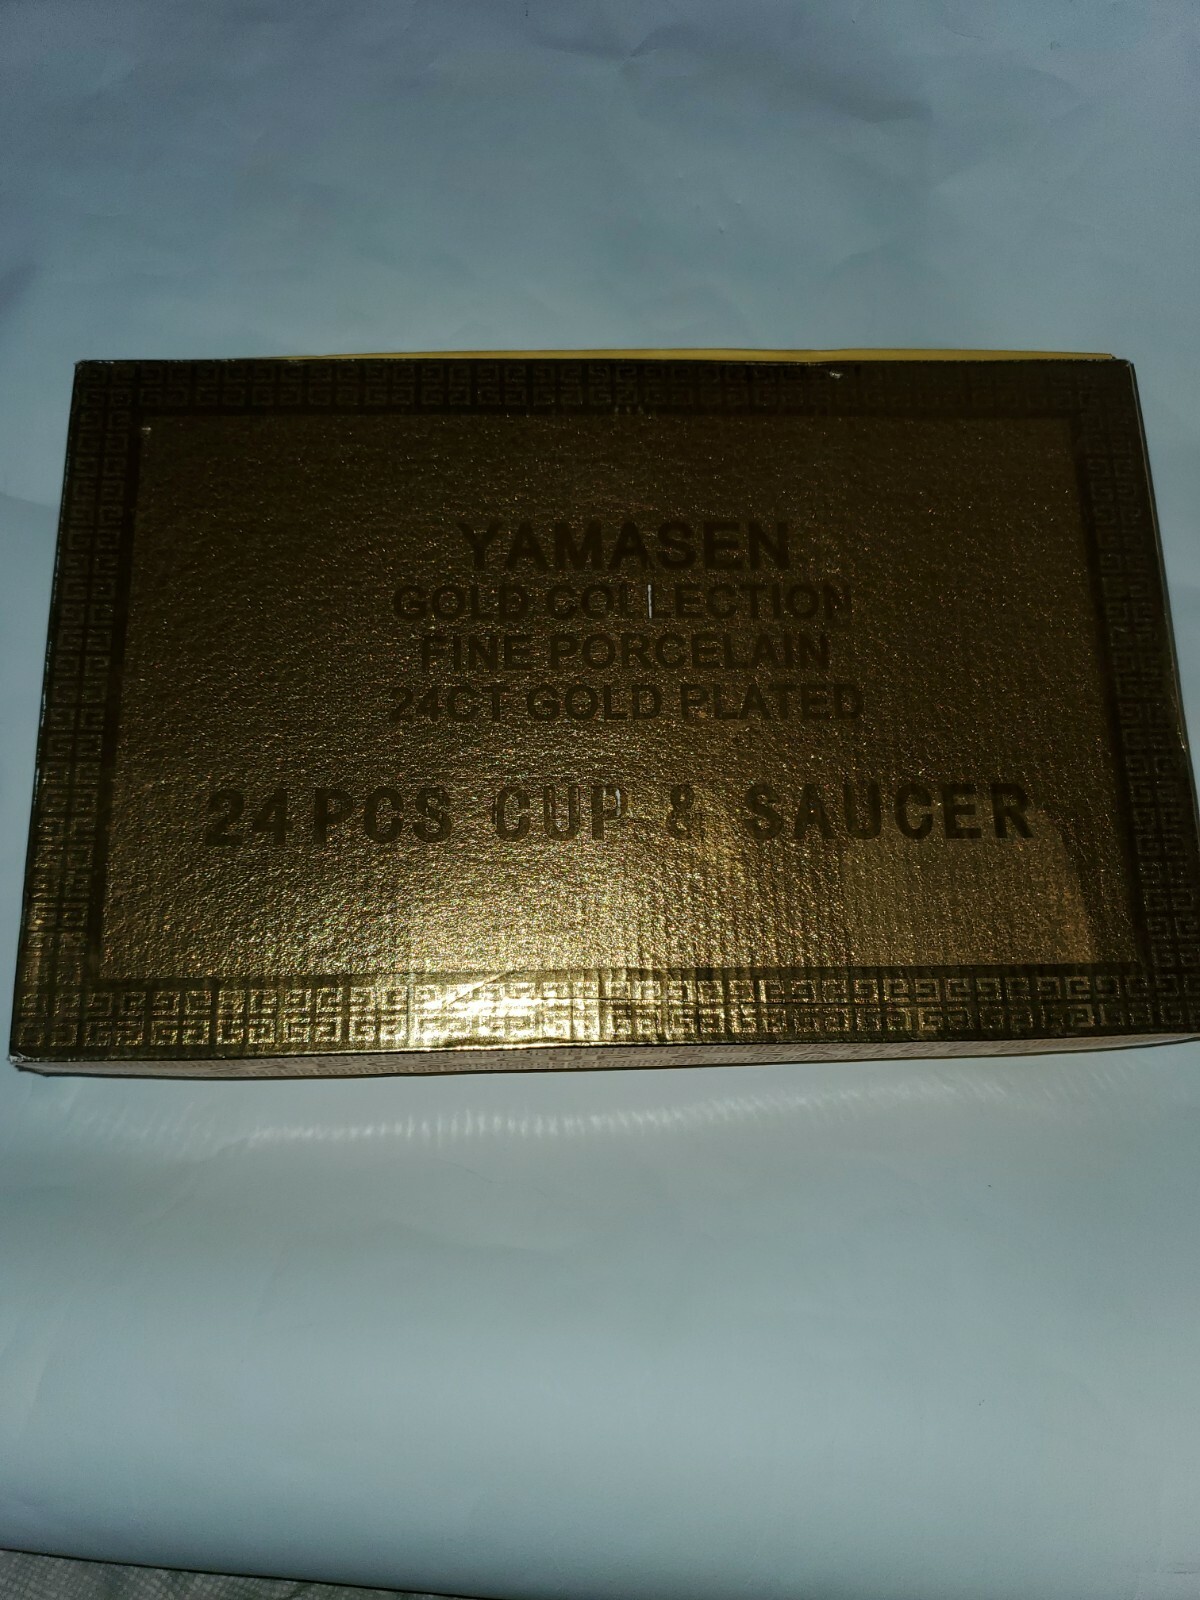 YAMASEN
GOLD COLLECTION
FINE PORCELAIN
24CT GOLD PLATED
24PCS CUP & SAUCER